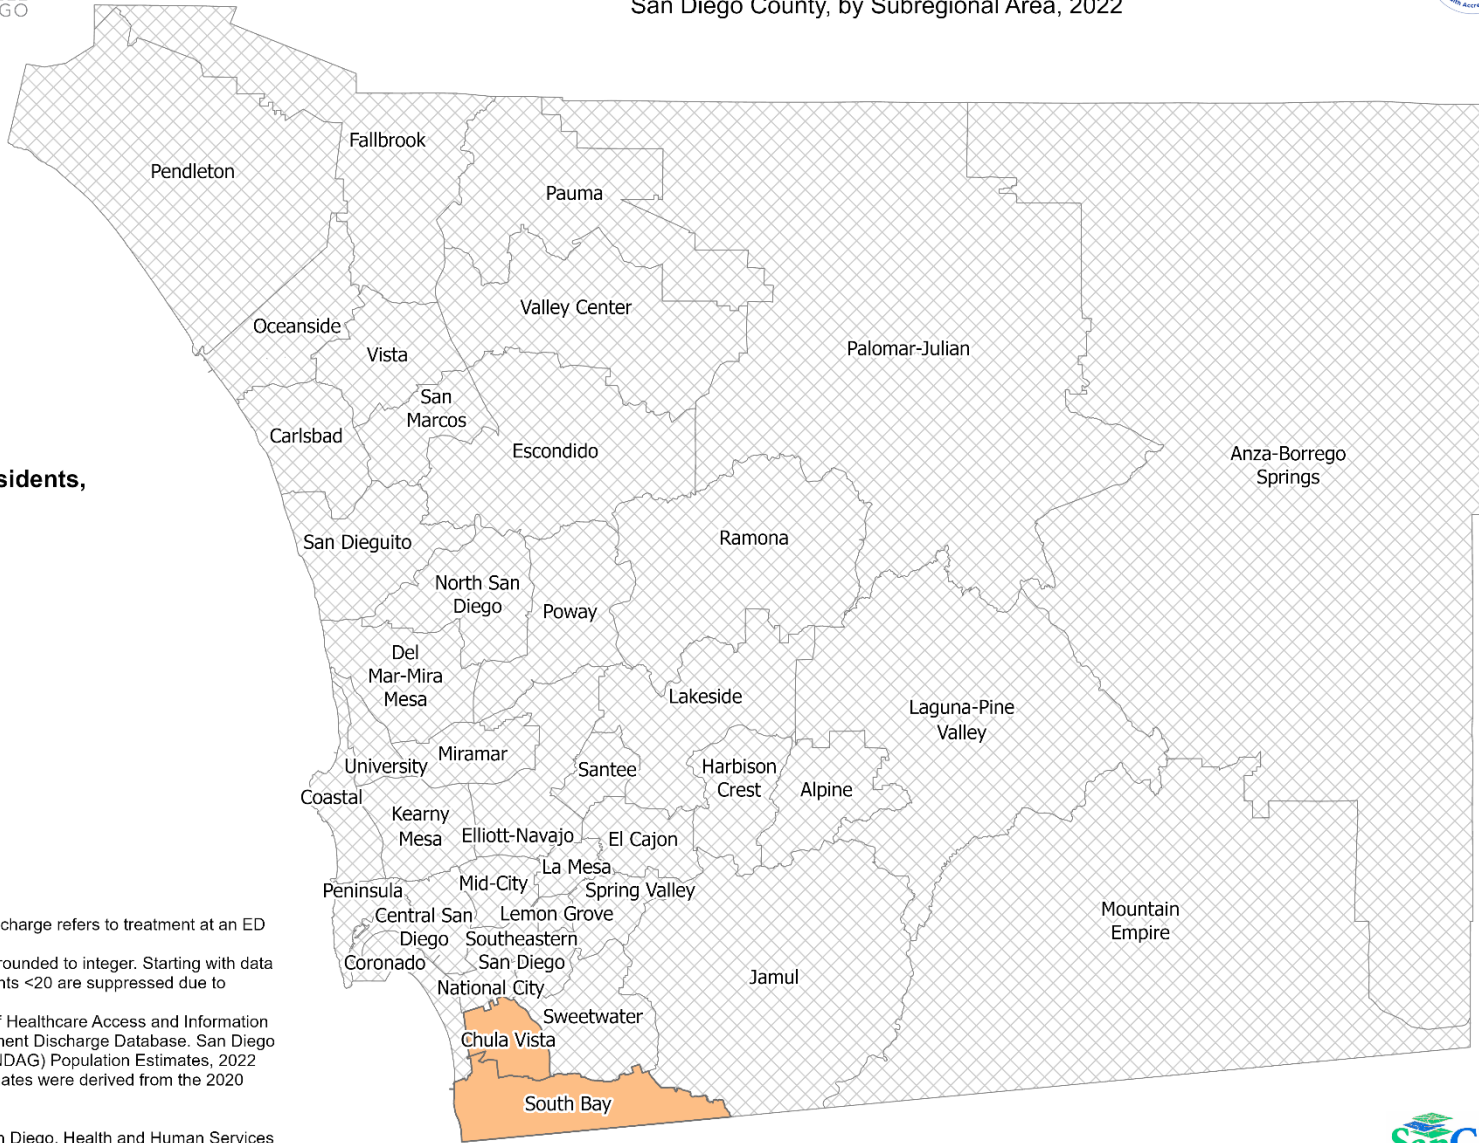 GO
San Diego County, by Subregional Area, 2022
Fallbrook
Pendleton
Pauma
Valley Center
Oceanside
Vista
Palomar-Julian
San
Marcos
Carlsbad
Escondido
Anza-Borrego
Springs
sidents,
San Dieguito
Ramona
North San
Diego
Poway
Del
Mar-Mira
Mesa
Lakeside
Laguna-Pine
Valley
Miramar
University
Santee
Harbison
Crest
Alpine
Coastal
Kearny
Mesa
Elliott-Navajo
El Cajon
La Mesa
Mid-City
Peninsula
Spring Valley
Central San
Diego
Lemon Grove
Southeastern
San Diego
Coronado
Mountain
Empire
Jamul
National City
Sweetwater
Chula Vista
South Bay
charge refers to treatment at an ED
rounded to integer. Starting with data
nts <20 are suppressed due to
f Healthcare Access and Information
nent Discharge Database. San Diego
NDAG) Population Estimates, 2022
ates were derived from the 2020
n Diego, Health and Human Services